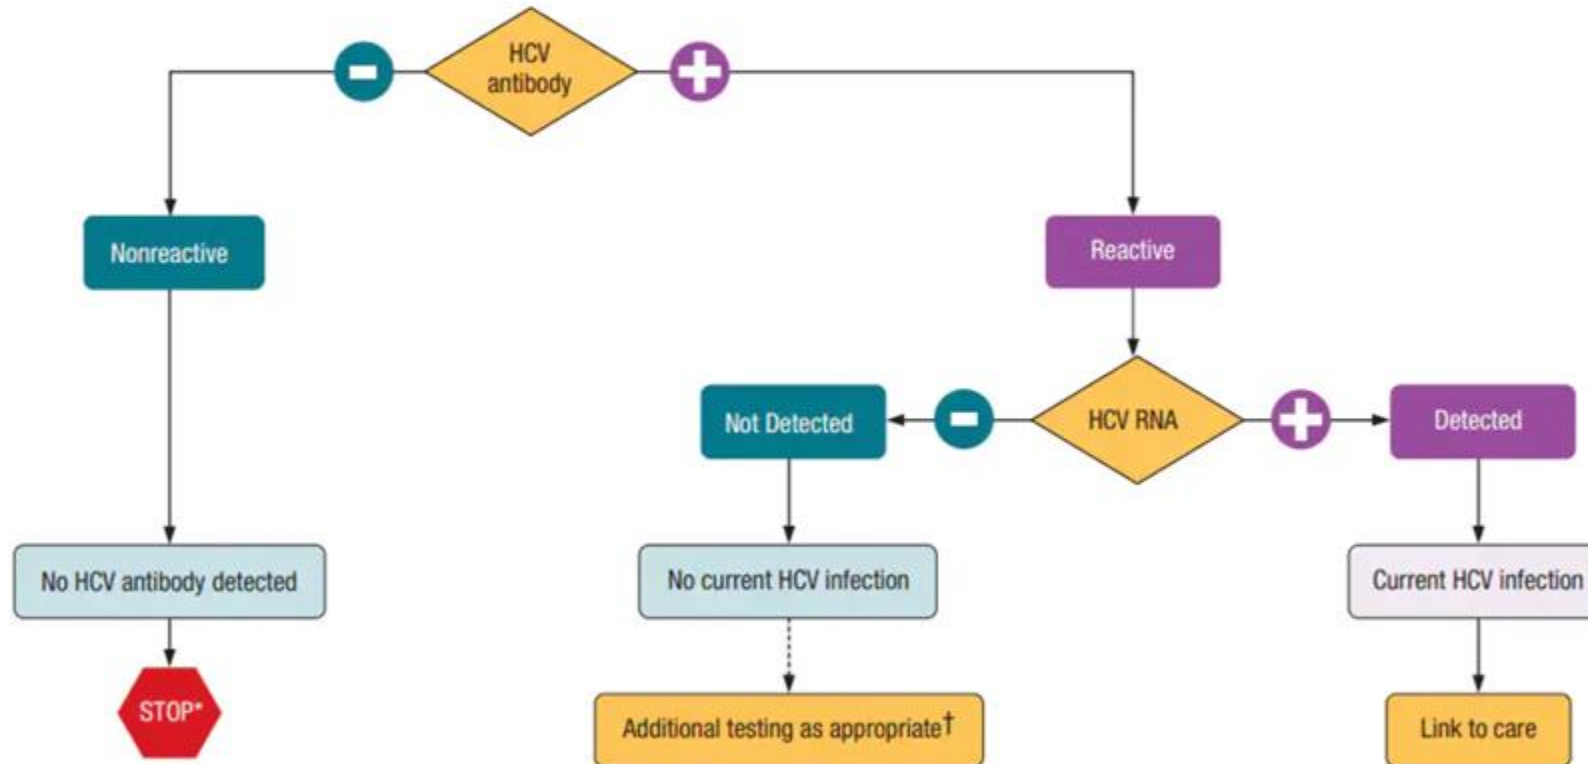 HCV
antibody
Nonreactive
Reactive
Not Detected
HCV RNA
Detected
No HCV antibody detected
No current HCV infection
Current HCV infection
STOP*
Additional testing as appropriate†
Link to care